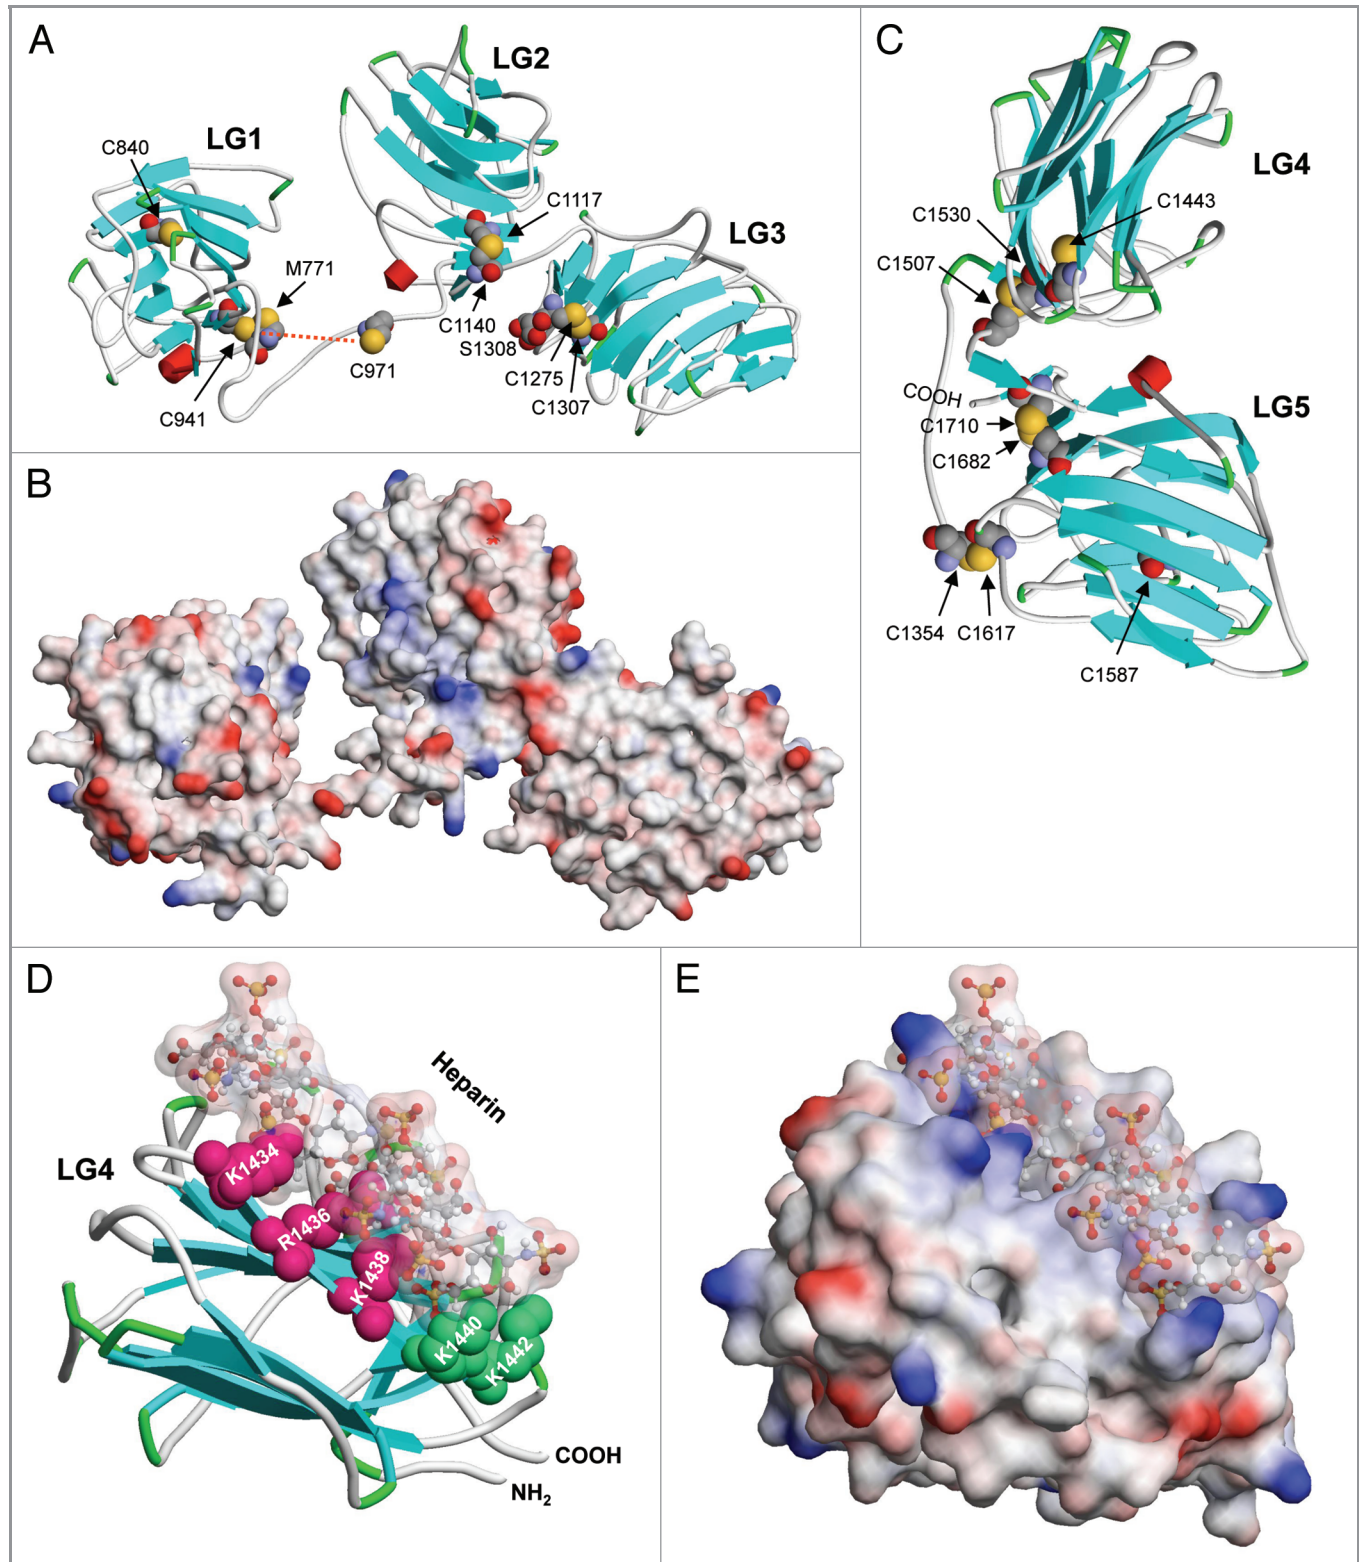 A
LG2
LG1
C840
C1117
LG3
M771
C1140
S1308
C971
C1275
C1307
C941
C
LG4
C1530
C1443
C1507
COOH
LG5
C1710
C1682
C1354
C1617
C1587
B
D
Heparin
LG4
K1434
R1436
K1438
K1440
K1442
COOH
NH₂
E